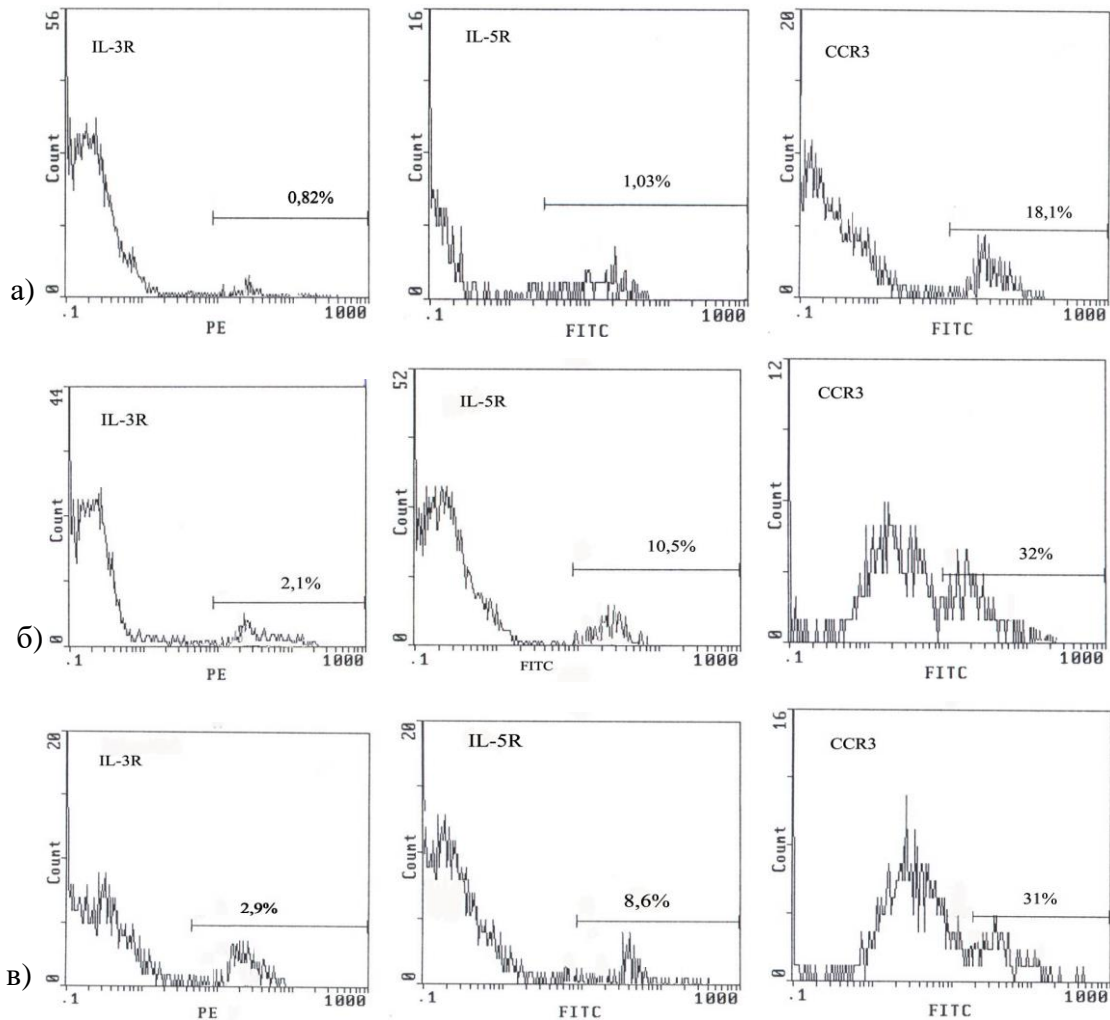 56
IL-3R
Count
0,82%
0
.1
1000
PE
16
IL-5R
Count
1,03%
0
.1
1000
FITC
20
CCR3
Count
18,1%
0
.1
1000
FITC
а)
44
IL-3R
Count
2,1%
0
.1
1000
PE
52
IL-5R
Count
10,5%
0
.1
1000
FITC
12
CCR3
Count
32%
0
.1
1000
FITC
б)
20
IL-3R
Count
2,9%
0
.1
1000
PE
20
IL-5R
Count
8,6%
0
.1
1000
FITC
16
CCR3
Count
31%
0
.1
1000
FITC
в)